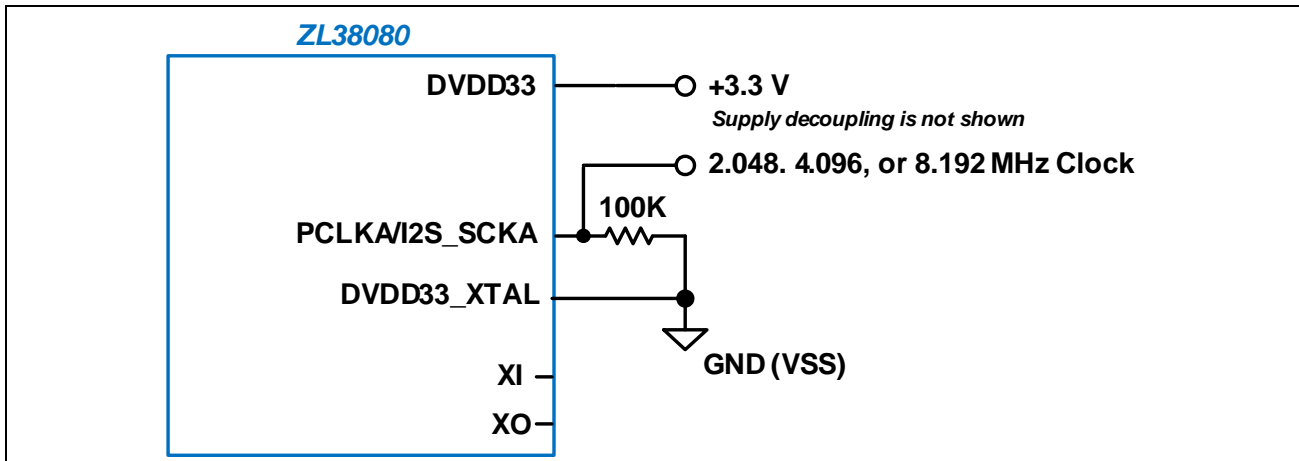 ZL38080
DVDD33
+3.3 V
Supply decoupling is not shown
2.048. 4.096, or 8.192 MHz Clock
100K
PCLKA/I2S_SCKA
DVDD33_XTAL
GND (VSS)
XI
XO